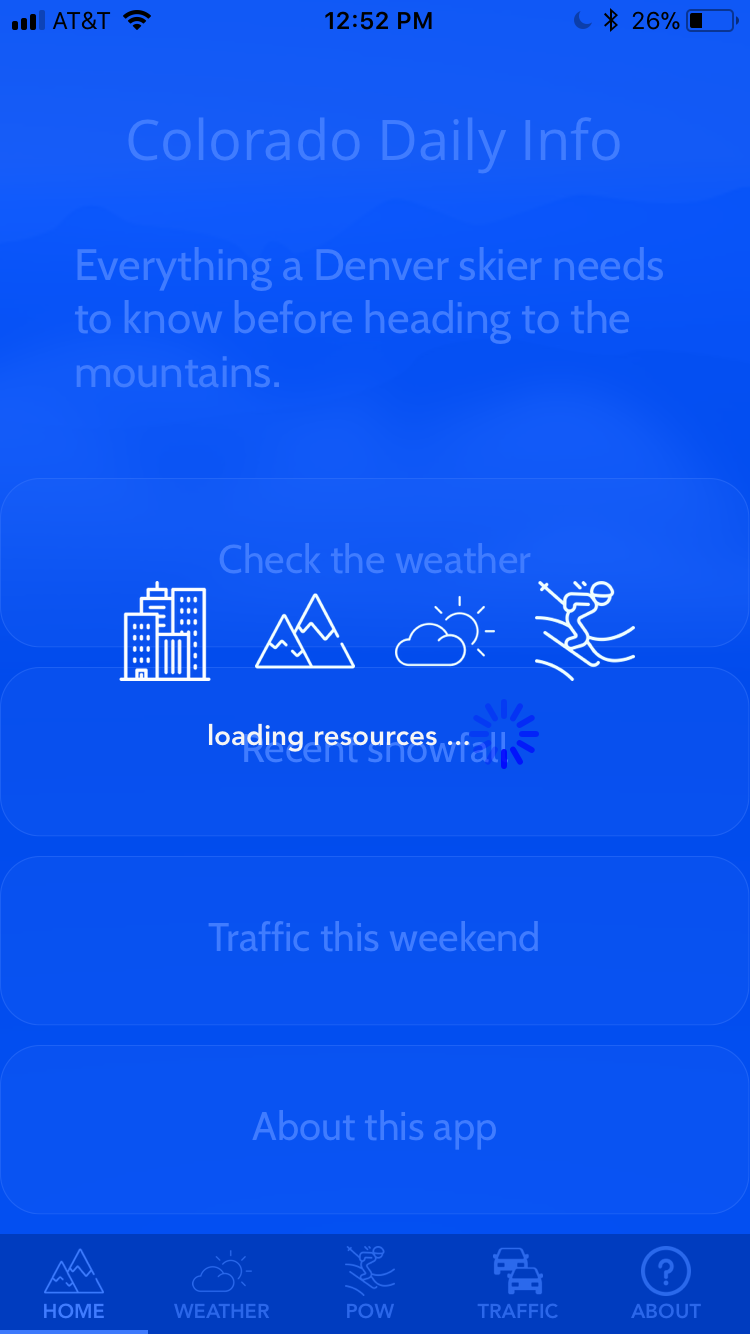 AT&T 12:52 PM 26%
Colorado Daily Info
Everything a Denver skier needs
to know before heading to the
mountains.
Check the weather
loading resources ...
Recent snowfall
Traffic this weekend
About this app
HOME WEATHER POW TRAFFIC ABOUT